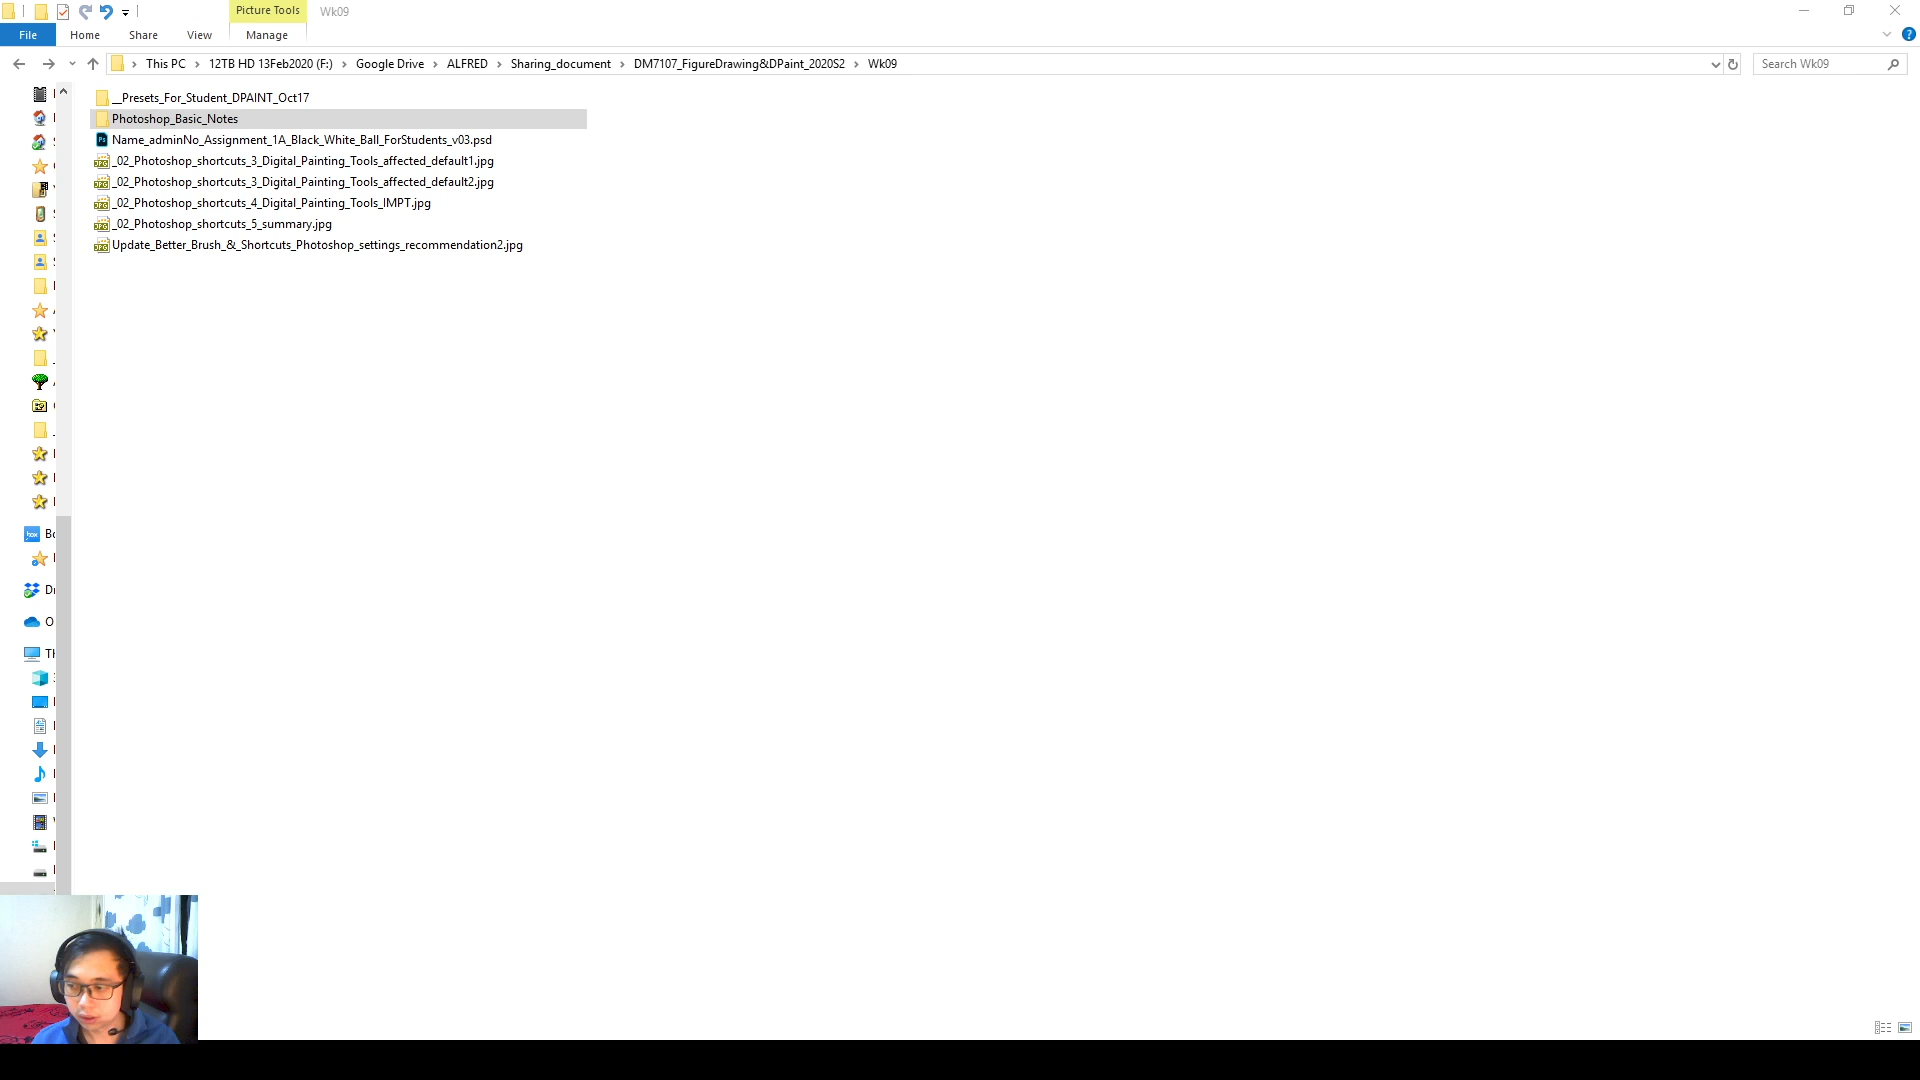 Picture Tools
Wk09
File
Home
Share
View
Manage
This PC > 12TB HD 13Feb2020 (F:) > Google Drive > ALFRED > Sharing_document > DM7107_FigureDrawing&DPaint_2020S2 > Wk09
Search Wk09
__Presets_For_Student_DPAINT_Oct17
Photoshop_Basic_Notes
Name_adminNo_Assignment_1A_Black_White_Ball_ForStudents_v03.psd
_02_Photoshop_shortcuts_3_Digital_Painting_Tools_affected_default1.jpg
_02_Photoshop_shortcuts_3_Digital_Painting_Tools_affected_default2.jpg
_02_Photoshop_shortcuts_4_Digital_Painting_Tools_IMPT.jpg
_02_Photoshop_shortcuts_5_summary.jpg
Update_Better_Brush_&_Shortcuts_Photoshop_settings_recommendation2.jpg